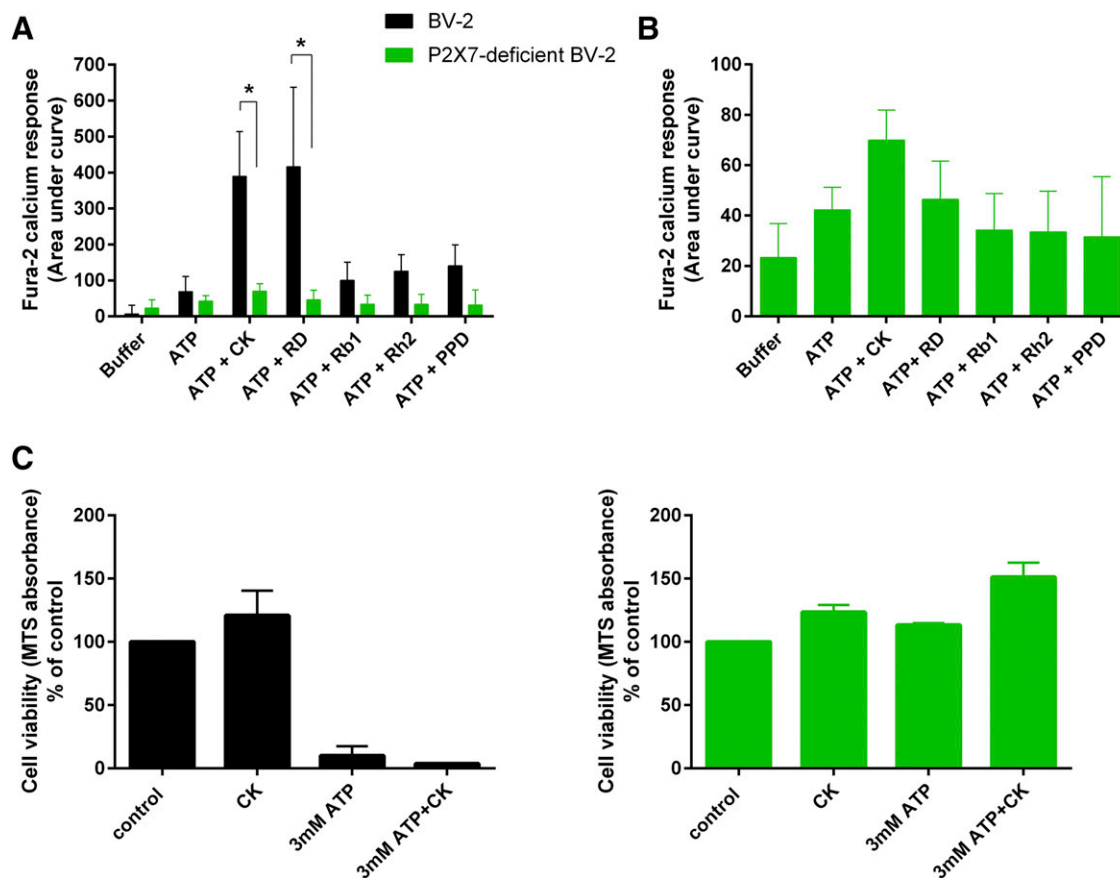 A
BV-2
P2X7-deficient BV-2
Fura-2 calcium response
(Area under curve)
700
600
500
400
300
200
100
0
*
*
Buffer
ATP
ATP + CK
ATP + RD
ATP + Rb1
ATP + Rh2
ATP + PPD
B
Fura-2 calcium response
(Area under curve)
100
80
60
40
20
0
Buffer
ATP
ATP + CK
ATP+ RD
ATP + Rb1
ATP + Rh2
ATP + PPD
C
Cell viability (MTS absorbance)
% of control
200
150
100
50
0
control
CK
3mM ATP
3mM ATP+CK
Cell viability (MTS absorbance)
% of control
200
150
100
50
0
control
CK
3mM ATP
3mM ATP+CK